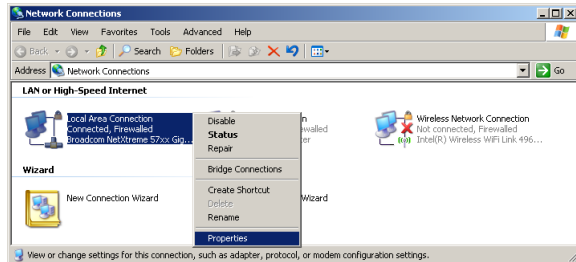 Network Connections
File Edit View Favorites Tools Advanced Help
Back Search Folders
Address Network Connections Go
LAN or High-Speed Internet
Local Area Connection
Connected, Firewalled
Broadcom NetXtreme 57xx Gig...
Disable
Status
Repair
Bridge Connections
Create Shortcut
Delete
Rename
Properties
Wireless Network Connection
Not connected, Firewalled
Intel(R) Wireless WiFi Link 496...
Wizard
New Connection Wizard
Wizard
View or change settings for this connection, such as adapter, protocol, or modem configuration settings.